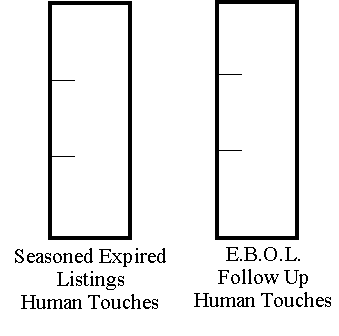 Seasoned Expired
Listings
Human Touches
E.B.O.L.
Follow Up
Human Touches